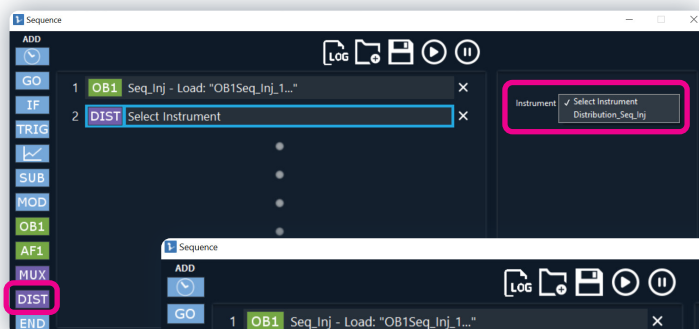 Sequence
ADD
LOG
GO
1 OB1 Seq_Inj - Load: "OB1Seq_Inj_1..." ✕
IF
Instrument ✓ Select Instrument
Distribution_Seq_Inj
2 DIST Select Instrument ✕
TRIG
SUB
MOD
OB1
AF1
MUX
DIST
END
Sequence
ADD
LOG
GO
1 OB1 Seq_Inj - Load: "OB1Seq_Inj_1..." ✕